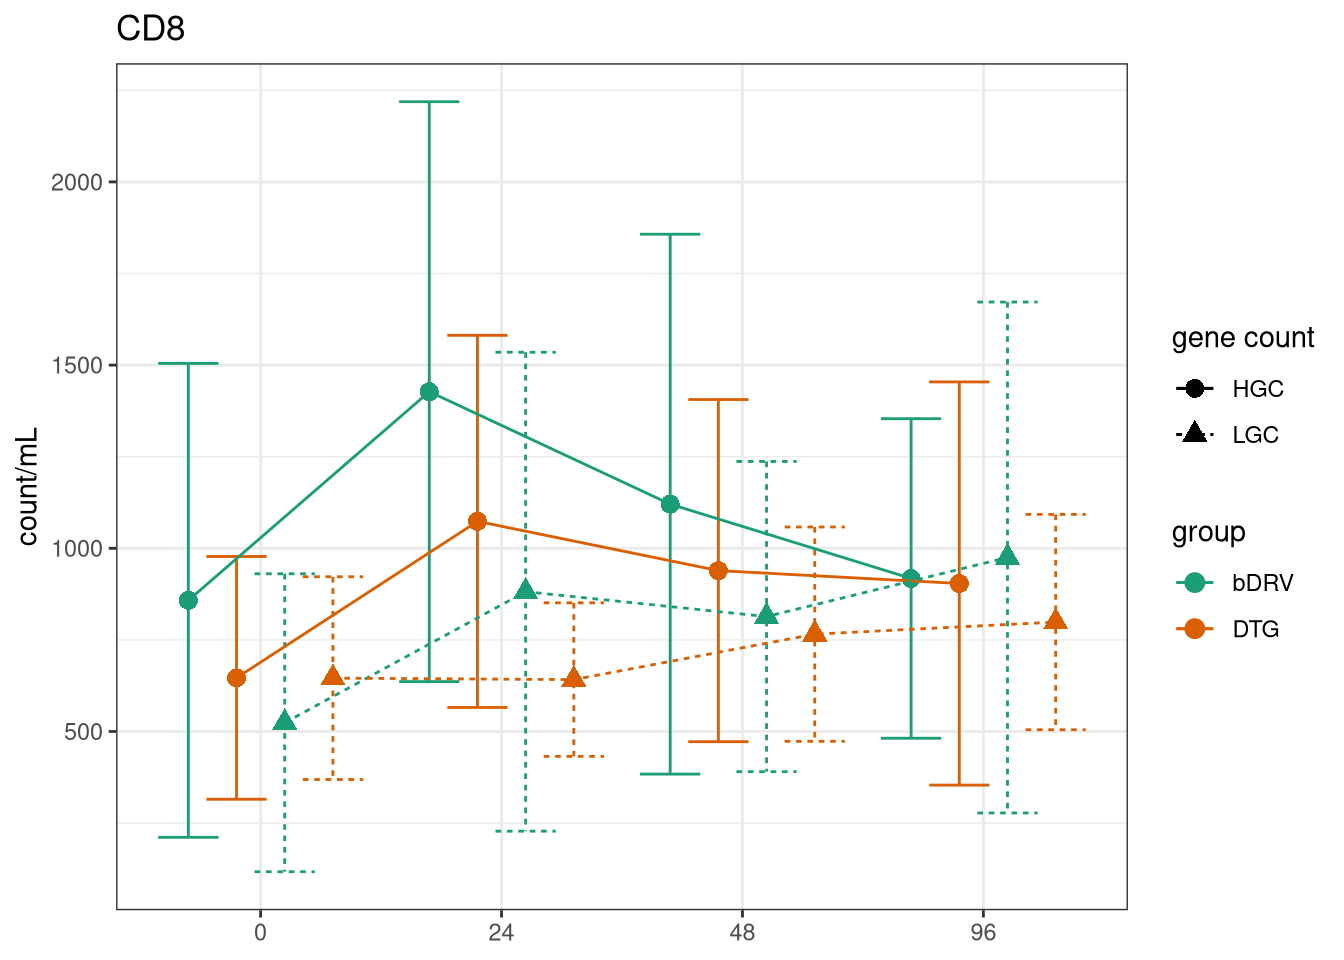 CD8
count/mL
2000
1500
1000
500
0
24
48
96
gene count
HGC
LGC
group
bDRV
DTG